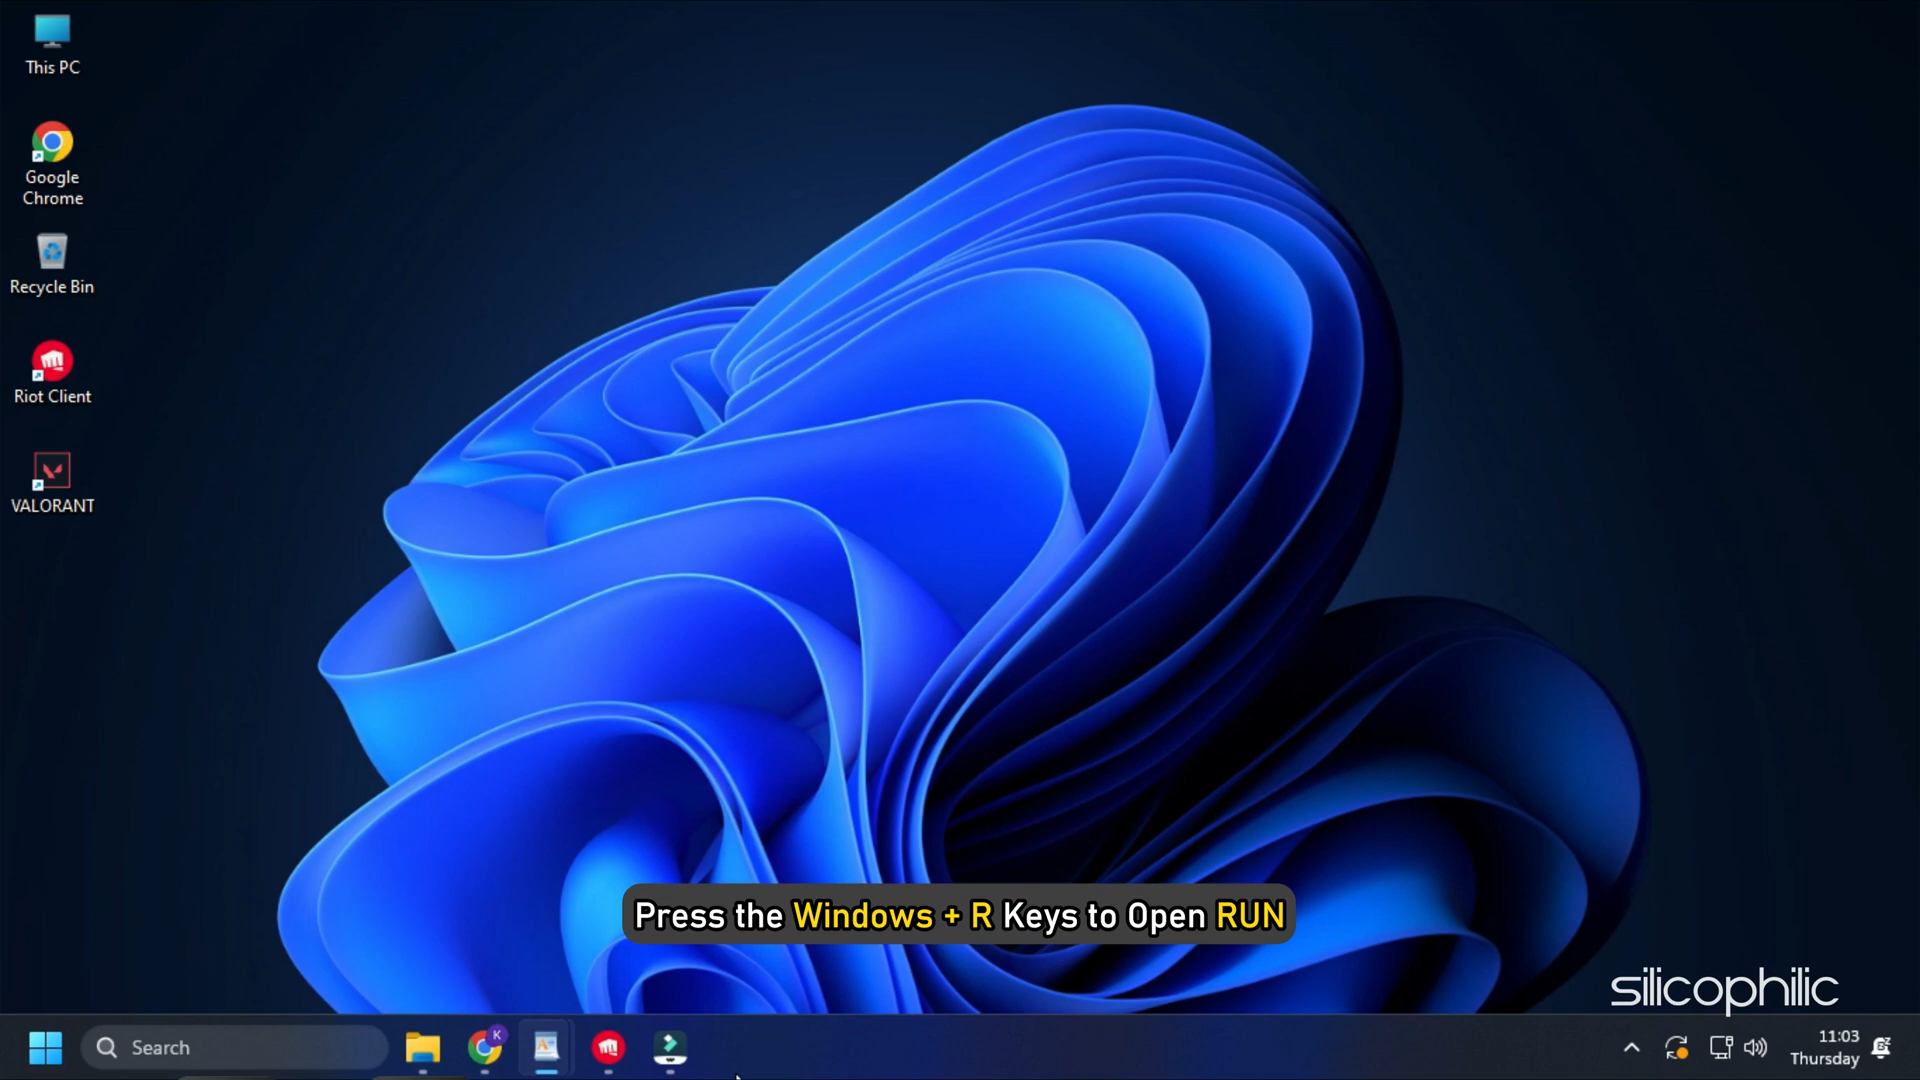 This PC
Google
Chrome
Recycle Bin
Riot Client
VALORANT
Press the Windows + R Keys to Open RUN
silicophilic
Search
K
11:03
Thursday